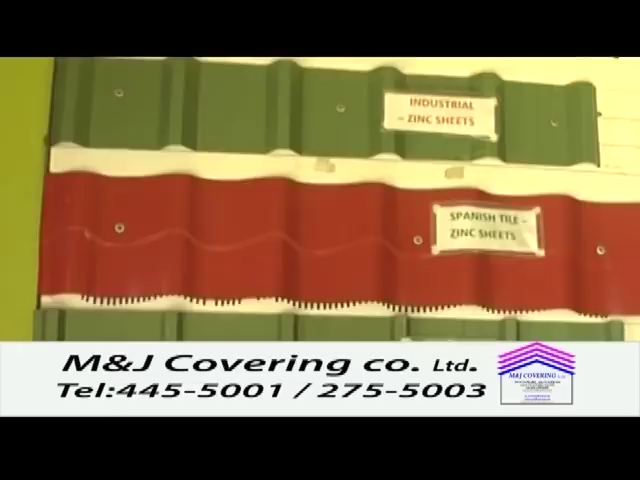 INDUSTRIAL
- ZINC SHEETS
SPANISH TILE -
ZINC SHEETS
M&J Covering co. Ltd.
Tel:445-5001 / 275-5003
M&J COVERING